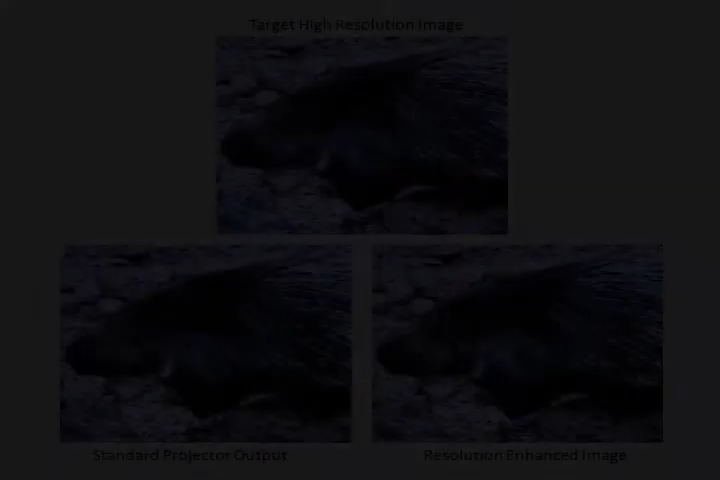 Target High Resolution Image
Standard Projector Output
Resolution Enhanced Image